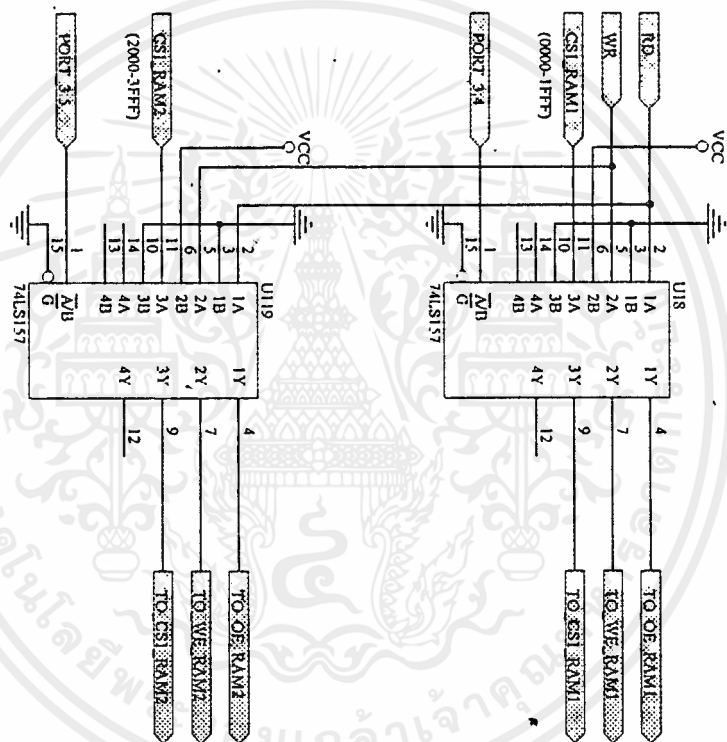 RD
WR
CS1_RAM1
(0000-1FFF)
PORT 3.4
VCC
2
3
5
6
11
10
14
13
1
15
U18
1A
1B
2A
2B
3A
3B
4A
4B
A/B
G
74LS157
1Y
2Y
3Y
4Y
4
7
9
12
TO OE_RAM1
TO WE_RAM1
TO CS1_RAM1
CS1_RAM2
(2000-3FFF)
PORT 3.5
VCC
2
3
5
6
11
10
14
13
1
15
U119
1A
1B
2A
2B
3A
3B
4A
4B
A/B
G
74LS157
1Y
2Y
3Y
4Y
4
7
9
12
TO OE_RAM2
TO WE_RAM2
TO CS1_RAM2